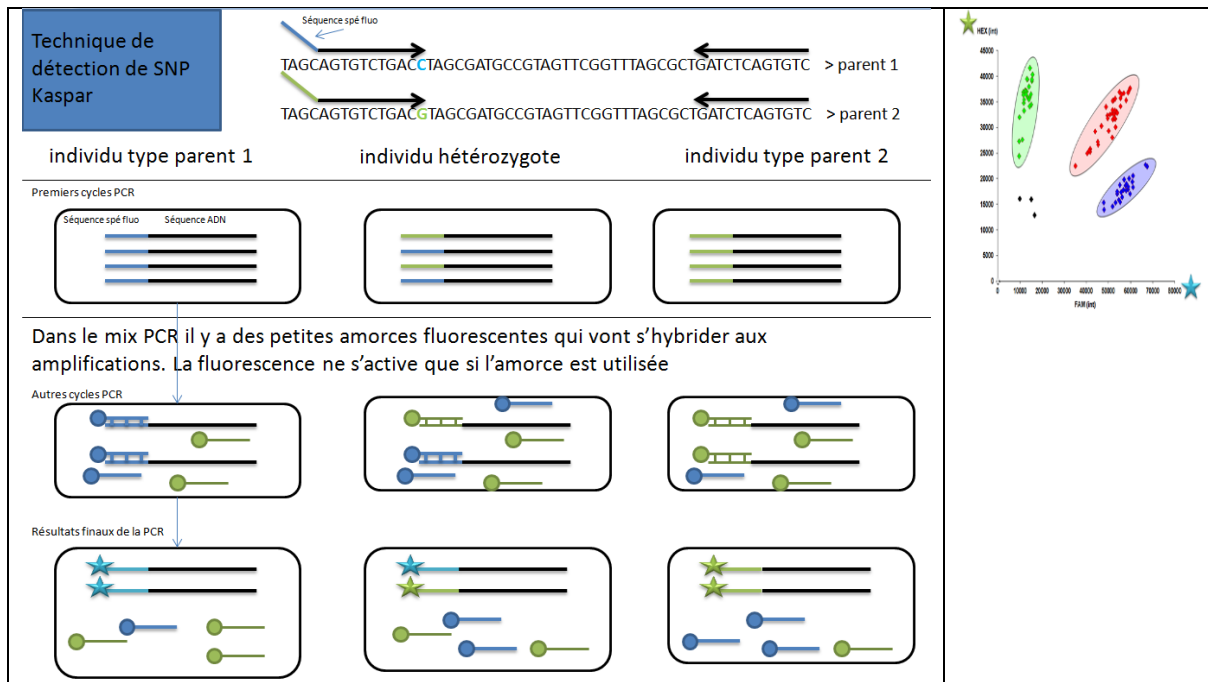 Technique de
détection de SNP
Kaspar
Séquence spé fluo
TAGCAGTGTCTGACCTAGCGATGCCGTAGTTCGGTTTAGCGCTGATCTCAGTGTC > parent 1
TAGCAGTGTCTGACGTAGCGATGCCGTAGTTCGGTTTAGCGCTGATCTCAGTGTC > parent 2
individu type parent 1
individu hétérozygote
individu type parent 2
Premiers cycles PCR
Séquence spé fluo
Séquence ADN
Dans le mix PCR il y a des petites amorces fluorescentes qui vont s’hybrider aux
amplifications. La fluorescence ne s’active que si l’amorce est utilisée
Autres cycles PCR
Résultats finaux de la PCR
HEX (int)
45000
40000
35000
30000
25000
20000
15000
10000
5000
0
0 10000 20000 30000 40000 50000 60000 70000 80000
FAM (int)